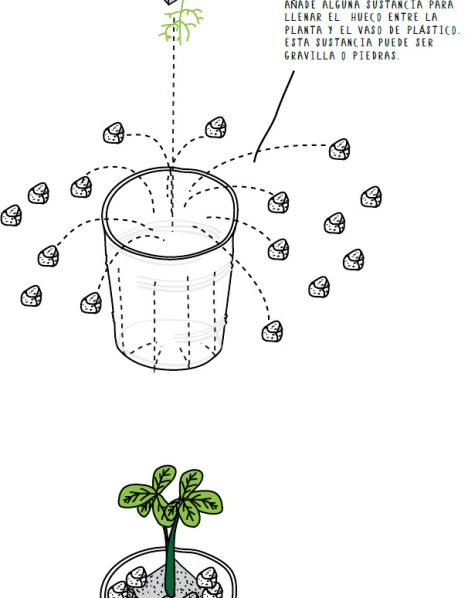 AÑADE ALGUNA SUSTANCIA PARA
LLENAR EL HUECO ENTRE LA
PLANTA Y EL VASO DE PLÁSTICO.
ESTA SUSTANCIA PUEDE SER
GRAVILLA O PIEDRAS.